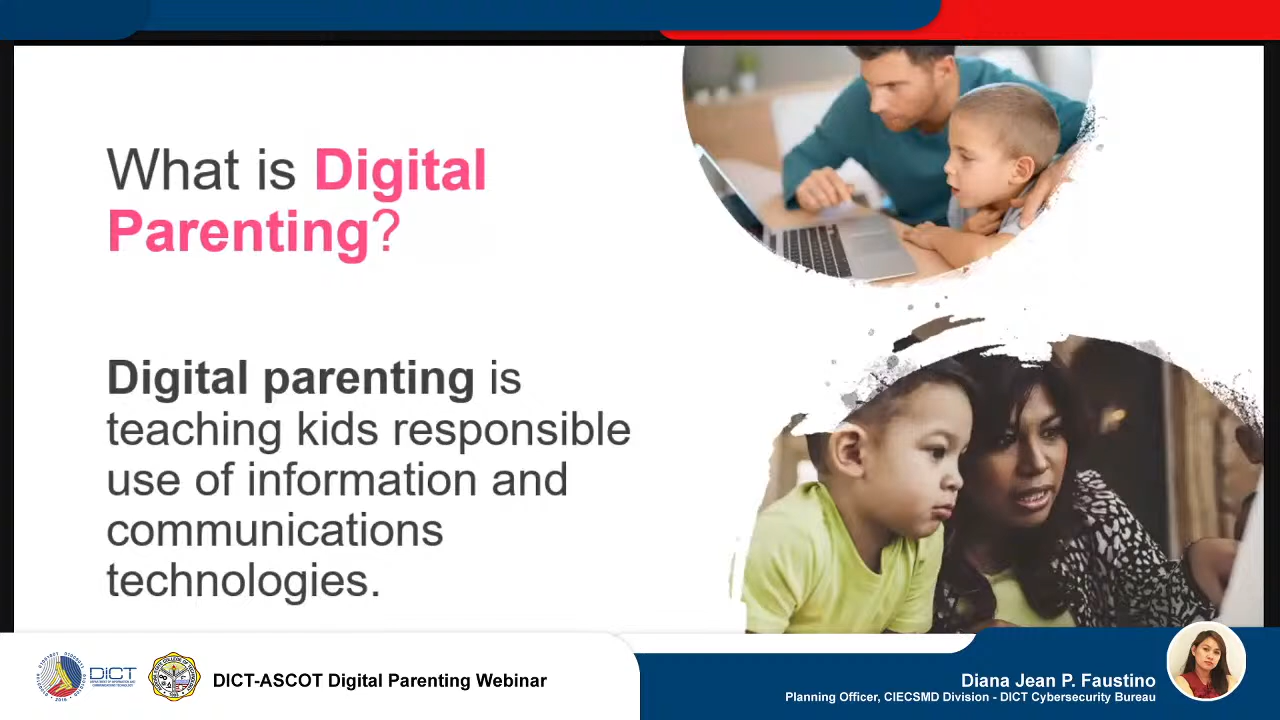 What is Digital
Parenting?
Digital parenting is
teaching kids responsible
use of information and
communications
technologies.
DICT
DICT-ASCOT Digital Parenting Webinar
Diana Jean P. Faustino
Planning Officer, CIECSMD Division - DICT Cybersecurity Bureau